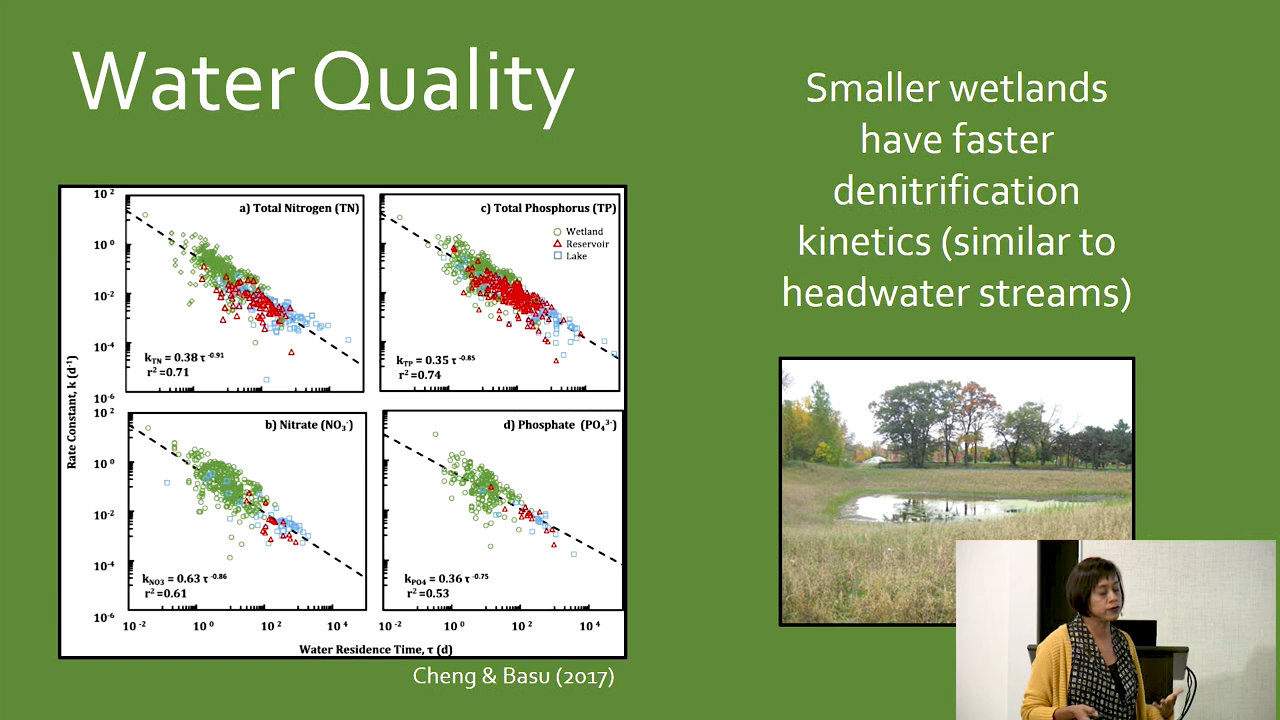 Water Quality
Smaller wetlands
have faster
denitrification
kinetics (similar to
headwater streams)
a) Total Nitrogen (TN)
k_TN = 0.38 τ^-0.91
r² =0.71
c) Total Phosphorus (TP)
Wetland
Reservoir
Lake
k_TP = 0.35 τ^-0.85
r² =0.74
b) Nitrate (NO₃⁻)
k_NO3 = 0.63 τ^-0.86
r² =0.61
d) Phosphate (PO₄³⁻)
k_PO4 = 0.36 τ^-0.75
r² =0.53
10²
10⁰
10⁻²
10⁻⁴
10⁻⁶
10²
10⁰
10⁻²
10⁻⁴
10⁻⁶
Rate Constant, k (d⁻¹)
10⁻² 10⁰ 10² 10⁴ 10⁻² 10⁰ 10² 10⁴
Water Residence Time, τ (d)
Cheng & Basu (2017)